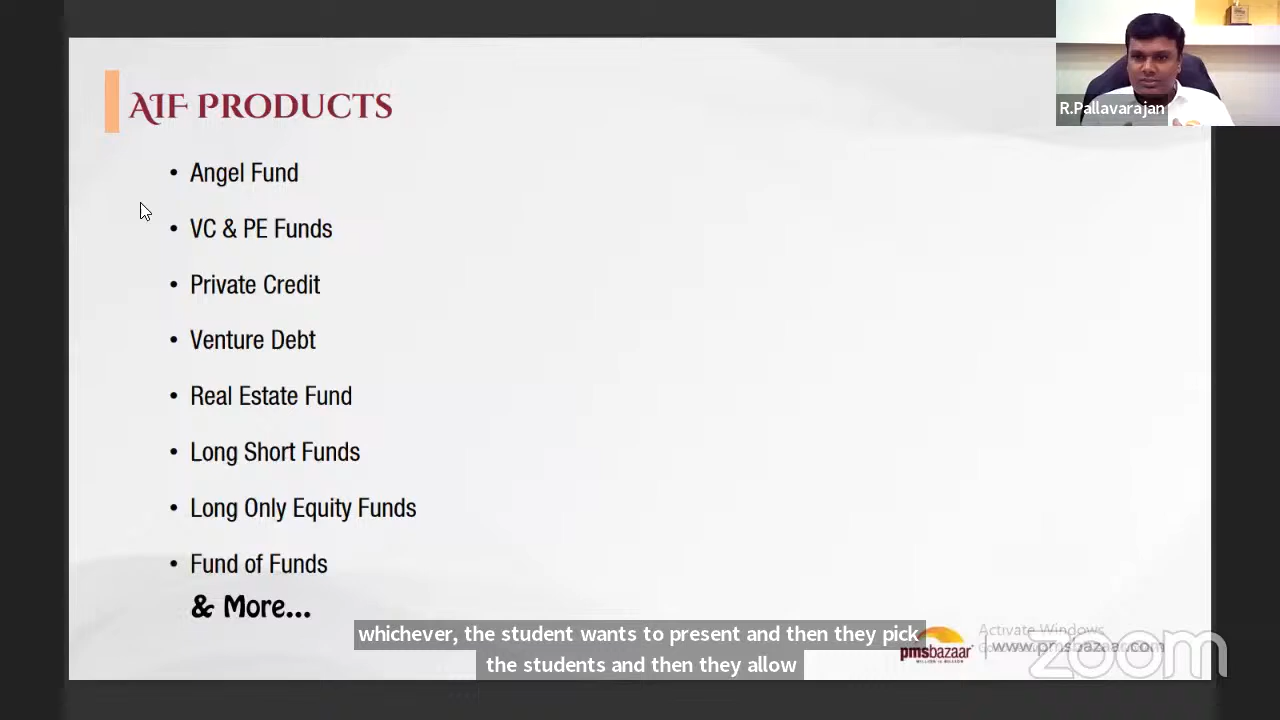 AIF PRODUCTS
R.Pallavarajan
• Angel Fund
• VC & PE Funds
• Private Credit
• Venture Debt
• Real Estate Fund
• Long Short Funds
• Long Only Equity Funds
• Fund of Funds
& More...
whichever, the student wants to present and then they pick
the students and then they allow
pmsbazaar
Activate Windows
www.pmsbazaar.com
zoom